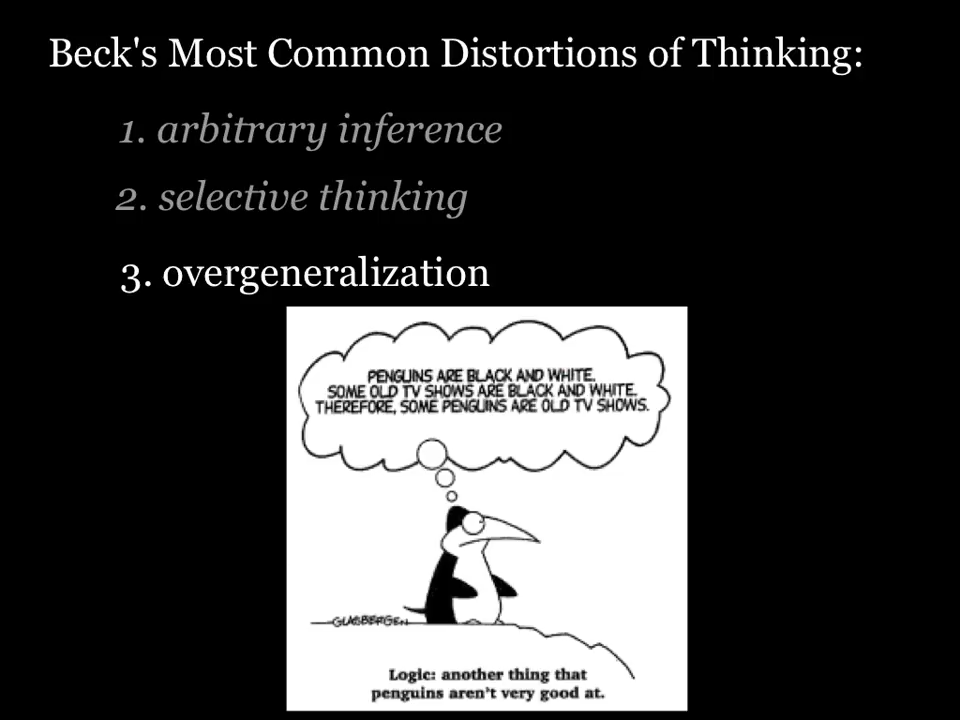 Beck's Most Common Distortions of Thinking:
1. arbitrary inference
2. selective thinking
3. overgeneralization
PENGUINS ARE BLACK AND WHITE.
SOME OLD TV SHOWS ARE BLACK AND WHITE.
THEREFORE, SOME PENGUINS ARE OLD TV SHOWS.
GLASBERGEN
Logic: another thing that
penguins aren't very good at.